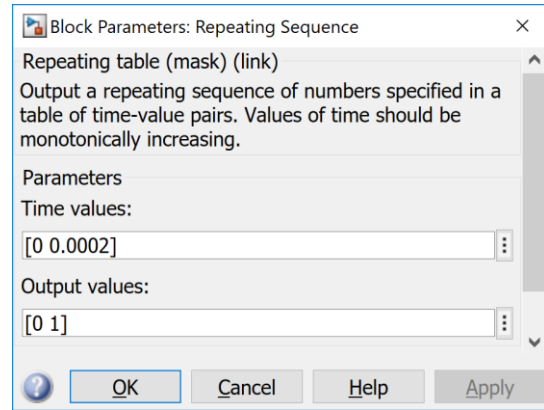 Block Parameters: Repeating Sequence
Repeating table (mask) (link)
Output a repeating sequence of numbers specified in a
table of time-value pairs. Values of time should be
monotonically increasing.
Parameters
Time values:
[0 0.0002]
Output values:
[0 1]
OK Cancel Help Apply